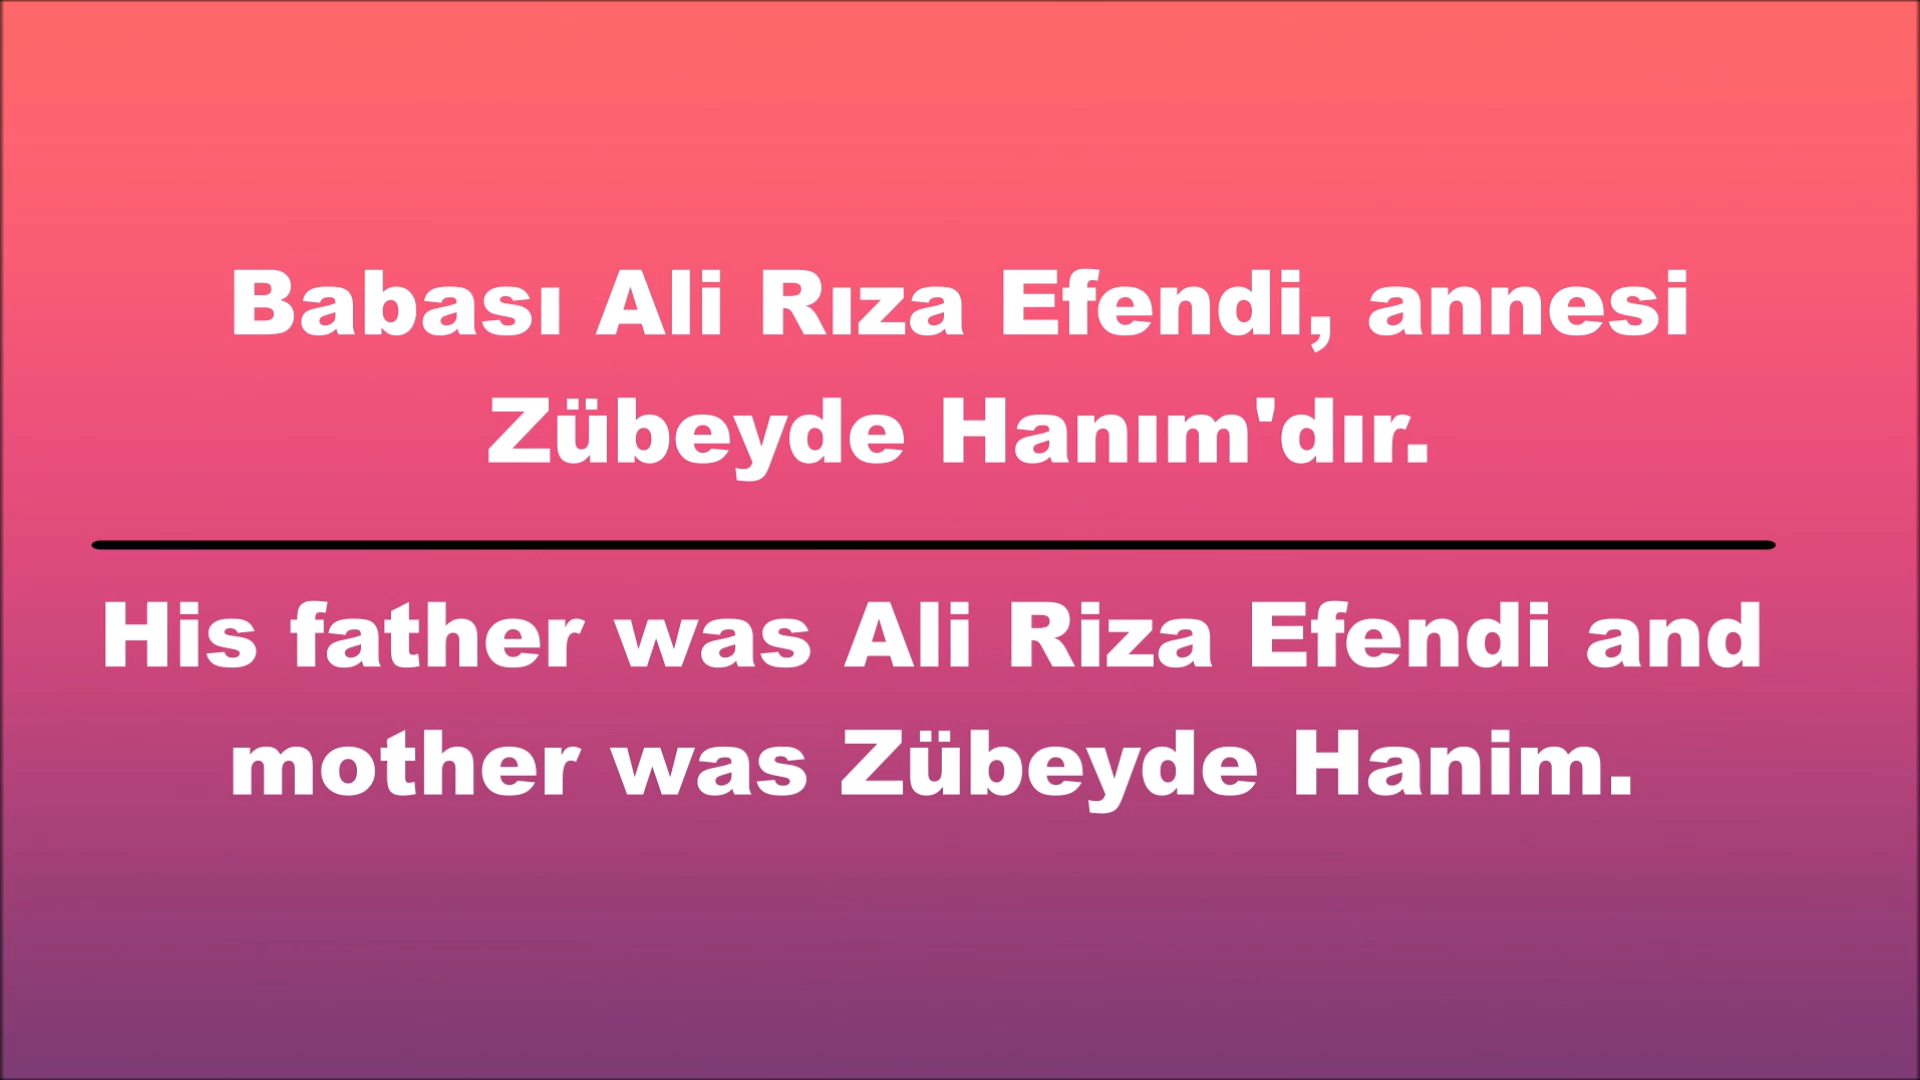 Babası Ali Rıza Efendi, annesi
Zübeyde Hanım'dır.
His father was Ali Riza Efendi and
mother was Zübeyde Hanim.